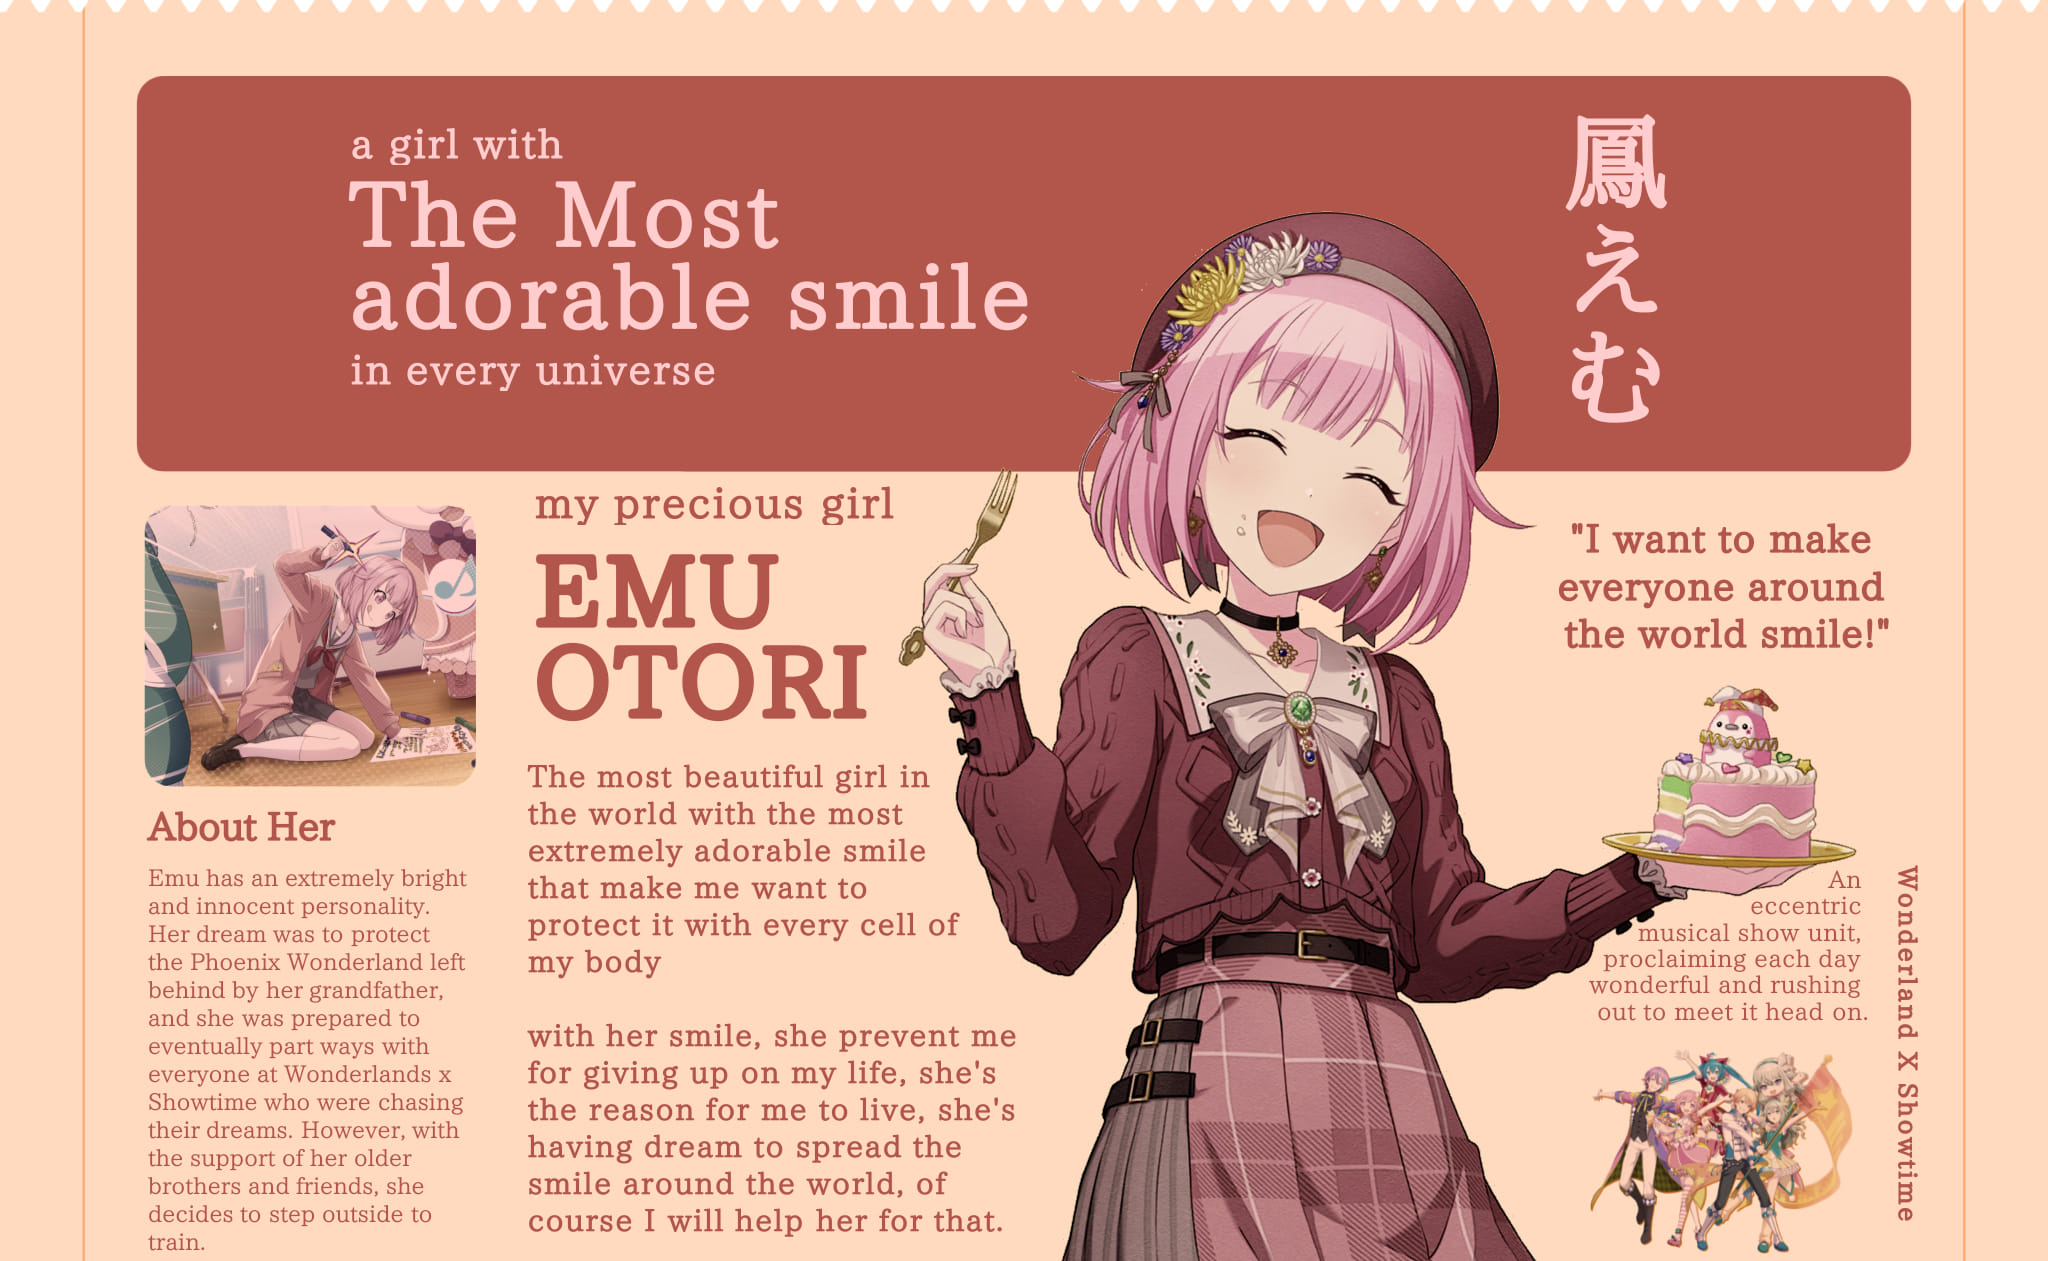 a girl with
The Most
adorable smile
in every universe
鳳えむ
my precious girl
EMU
OTORI
The most beautiful girl in
the world with the most
extremely adorable smile
that make me want to
protect it with every cell of
my body
with her smile, she prevent me
for giving up on my life, she's
the reason for me to live, she's
having dream to spread the
smile around the world, of
course I will help her for that.
About Her
Emu has an extremely bright
and innocent personality.
Her dream was to protect
the Phoenix Wonderland left
behind by her grandfather,
and she was prepared to
eventually part ways with
everyone at Wonderlands x
Showtime who were chasing
their dreams. However, with
the support of her older
brothers and friends, she
decides to step outside to
train.
"I want to make
everyone around
the world smile!"
An
eccentric
musical show unit,
proclaiming each day
wonderful and rushing
out to meet it head on.
Wonderland X Showtime